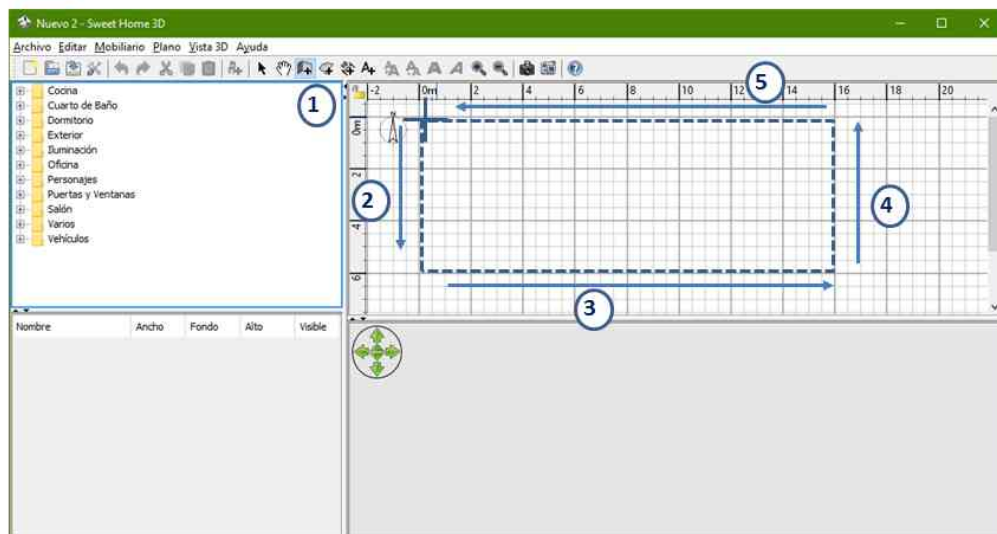 Nuevo 2 - Sweet Home 3D
Archivo Editar Mobiliario Plano Vista 3D Ayuda
Cocina
Cuarto de Baño
Dormitorio
Exterior
Iluminación
Oficina
Personajes
Puertas y Ventanas
Salón
Varios
Vehículos
1
5
-2 0m 2 4 6 8 10 12 14 16 18 20
0m
2
4
6
N
2
4
3
Nombre Ancho Fondo Alto Visible